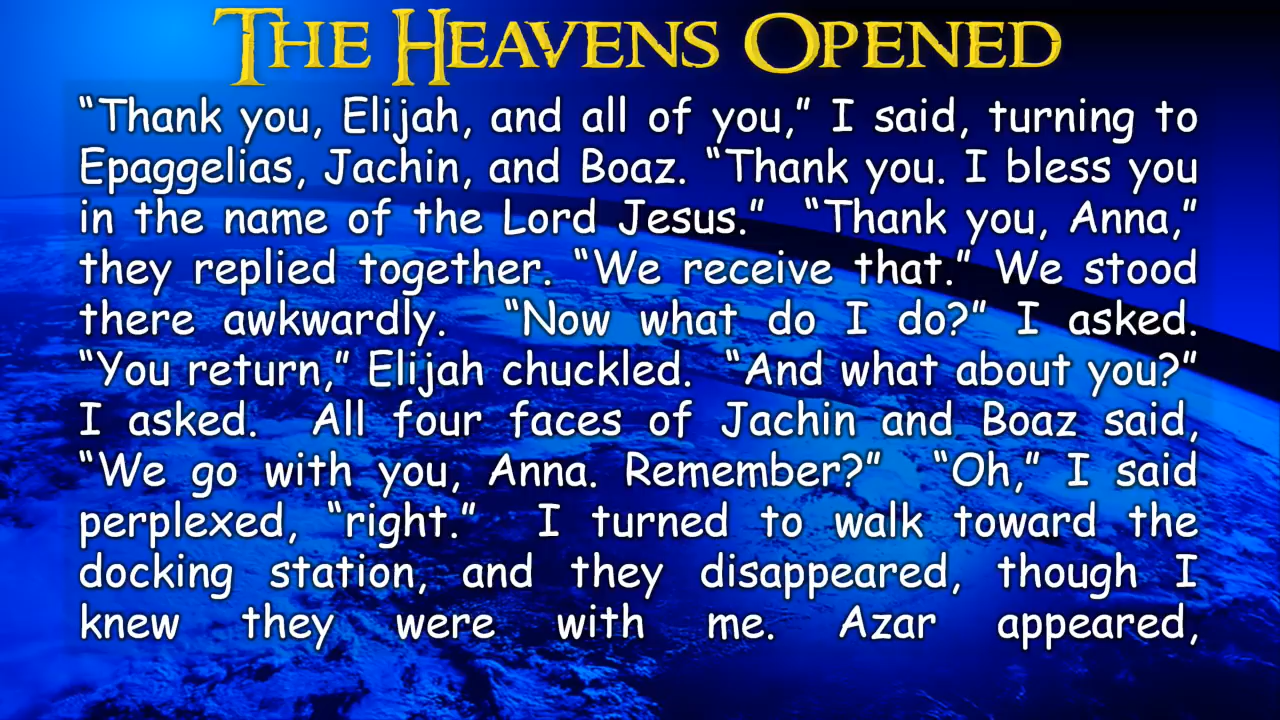 THE HEAVENS OPENED
“Thank you, Elijah, and all of you,” I said, turning to
Epaggelias, Jachin, and Boaz. “Thank you. I bless you
in the name of the Lord Jesus.” “Thank you, Anna,”
they replied together. “We receive that.” We stood
there awkwardly. “Now what do I do?” I asked.
“You return,” Elijah chuckled. “And what about you?”
I asked. All four faces of Jachin and Boaz said,
“We go with you, Anna. Remember?” “Oh,” I said
perplexed, “right.” I turned to walk toward the
docking station, and they disappeared, though I
knew they were with me. Azar appeared,